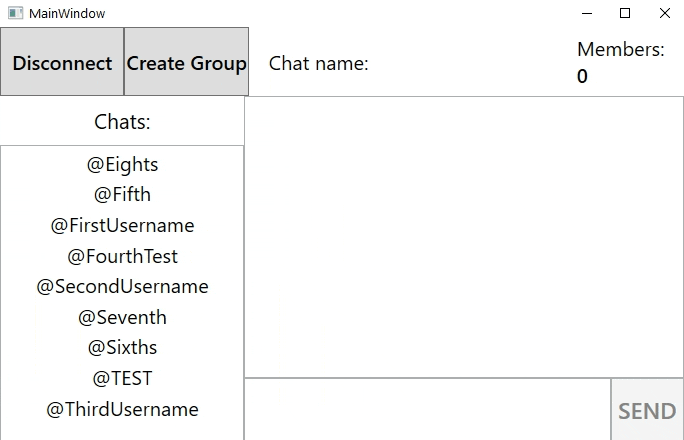 MainWindow
Disconnect
Create Group
Chat name:
Members:
0
Chats:
@Eights
@Fifth
@FirstUsername
@FourthTest
@SecondUsername
@Seventh
@Sixths
@TEST
@ThirdUsername
SEND